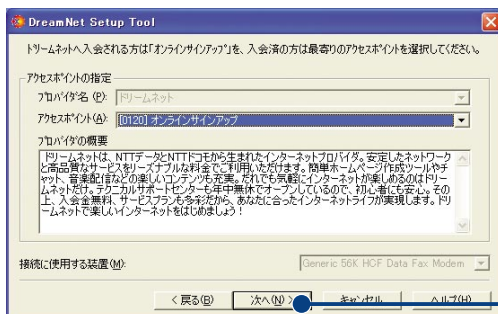 DreamNet Setup Tool
ドリームネットへ入会される方は「オンラインサインアップ」を、入会済の方は最寄りのアクセスポイントを選択してください。
アクセスポイントの指定
プロバイダ名 (P):
ドリームネット
アクセスポイント(A):
[0120] オンラインサインアップ
プロバイダの概要
ドリームネットは、NTTデータとNTTドコモから生まれたインターネットプロバイダ。安定したネットワーク
と高品質なサービスをリーズナブルな料金でご利用いただけます。簡単ホームページ作成ツールやチ
ャット、音楽配信などの楽しいコンテンツも充実。だれでも気軽にインターネットが楽しめるのはドリー
ムネットだけ。テクニカルサポートセンターも年中無休でオープンしているので、初心者にも安心。その
上、入会金無料、サービスプランも多彩だから、あなたに合ったインターネットライフが実現します。ドリ
ームネットで楽しいインターネットをはじめましょう！
接続に使用する装置(M):
Generic 56K HCF Data Fax Modem
< 戻る(B)
次へ(N) >
キャンセル
ヘルプ(H)